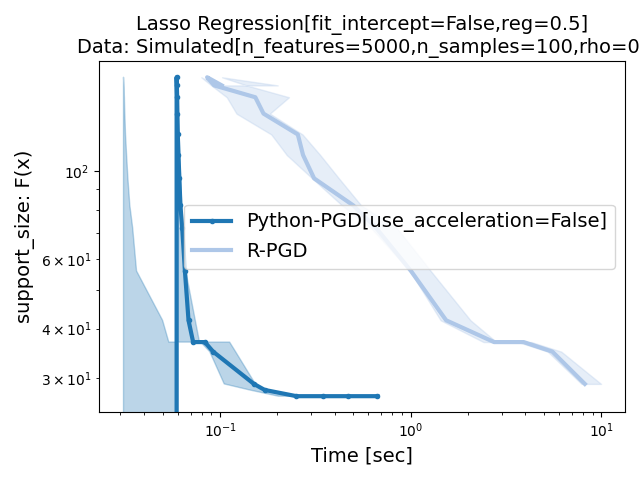 Lasso Regression[fit_intercept=False,reg=0.5]
Data: Simulated[n_features=5000,n_samples=100,rho=0
support_size: F(x)
10²
6 × 10¹
4 × 10¹
3 × 10¹
Python-PGD[use_acceleration=False]
R-PGD
10⁻¹
10⁰
10¹
Time [sec]